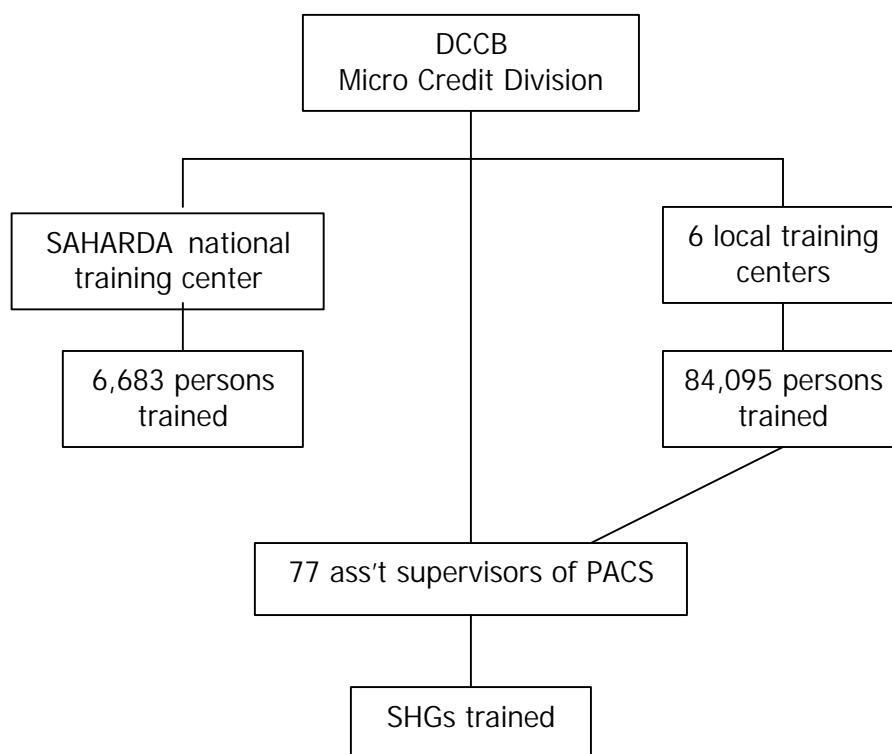 DCCB
Micro Credit Division
SAHARDA national
training center
6 local training
centers
6,683 persons
trained
84,095 persons
trained
77 ass't supervisors of PACS
SHGs trained